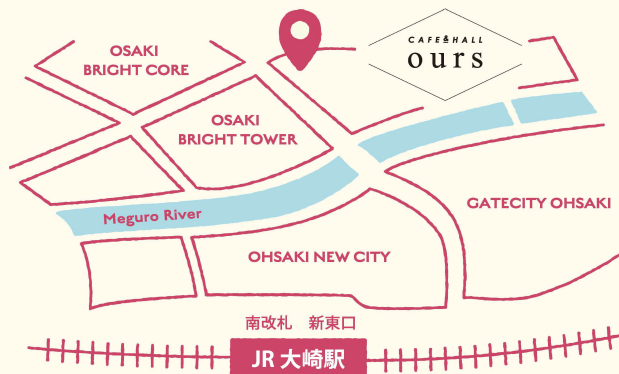 OSAKI
BRIGHT CORE
CAFE&HALL
ours
OSAKI
BRIGHT TOWER
GATECITY OHSAKI
Meguro River
OHSAKI NEW CITY
南改札 新東口
JR 大崎駅